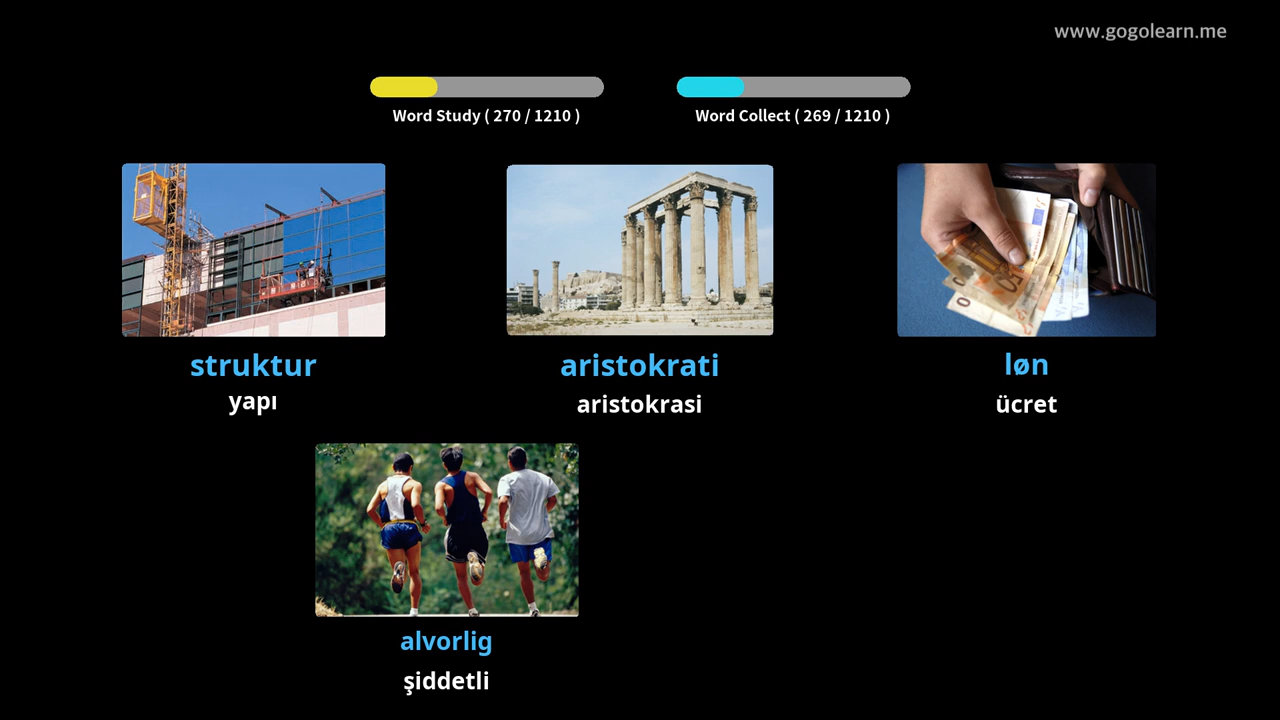 www.gogolearn.me
Word Study ( 270 / 1210 )
Word Collect ( 269 / 1210 )
struktur
yapı
aristokrati
aristokrasi
løn
ücret
alvorlig
şiddetli